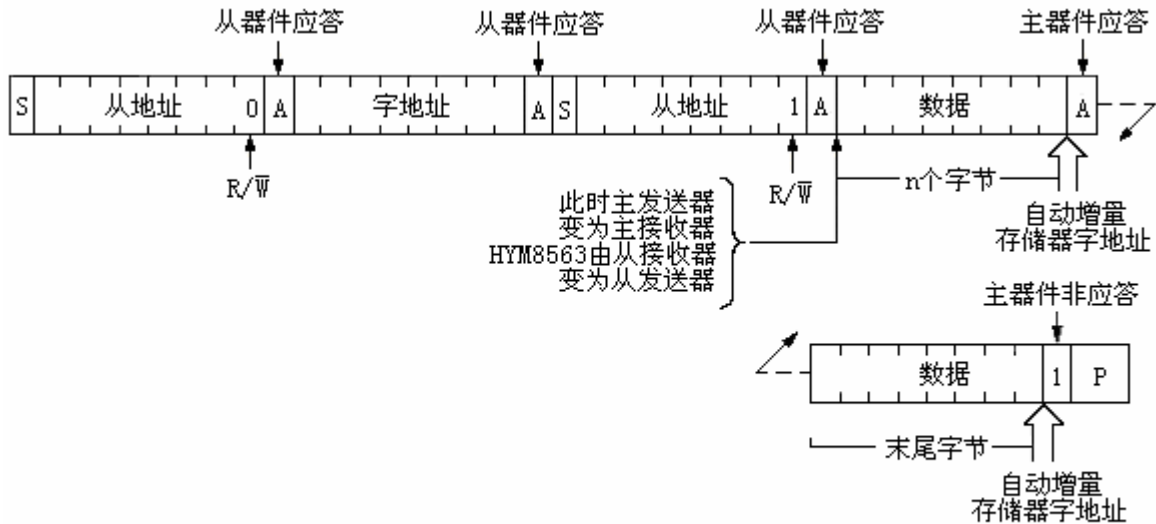 从器件应答 从器件应答 从器件应答 主器件应答
S 从地址 0 A 字地址 A S 从地址 1 A 数据 A
R/W̅ R/W̅ n个字节
此时主发送器
变为主接收器
HYM8563由从接收器
变为从发送器
自动增量
存储器字地址
主器件非应答
数据 1 P
末尾字节
自动增量
存储器字地址